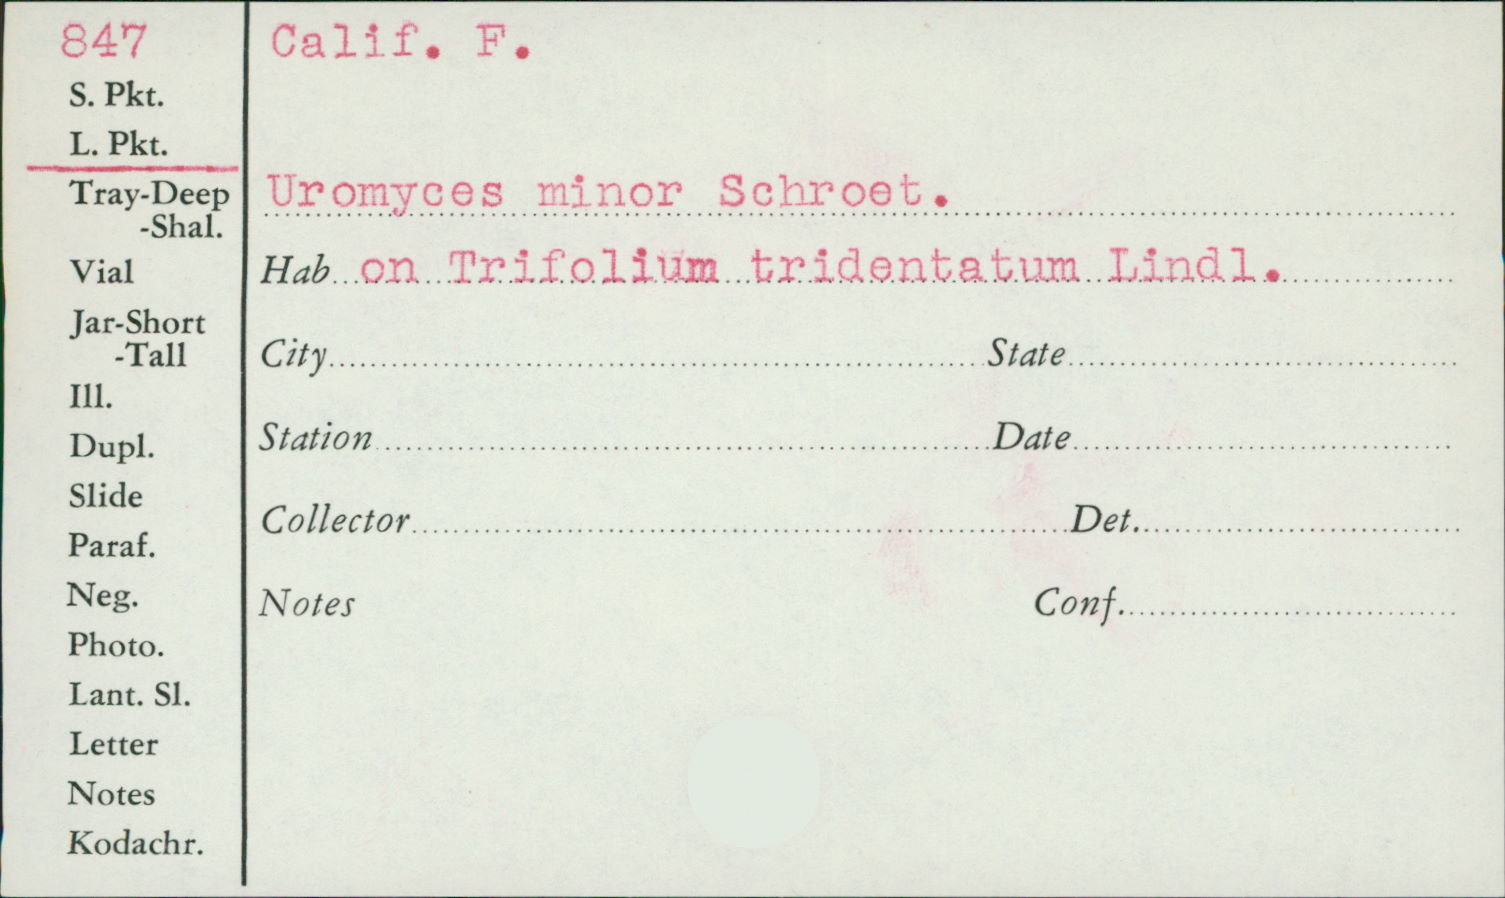 847
S. Pkt.
L. Pkt.
Tray-Deep
-Shal.
Vial
Jar-Short
-Tall
Ill.
Dupl.
Slide
Paraf.
Neg.
Photo.
Lant. Sl.
Letter
Notes
Kodachr.
Calif. F.
Uromyces minor Schroet.
Hab on Trifolium tridentatum Lindl.
City State
Station Date
Collector Det.
Notes Conf.